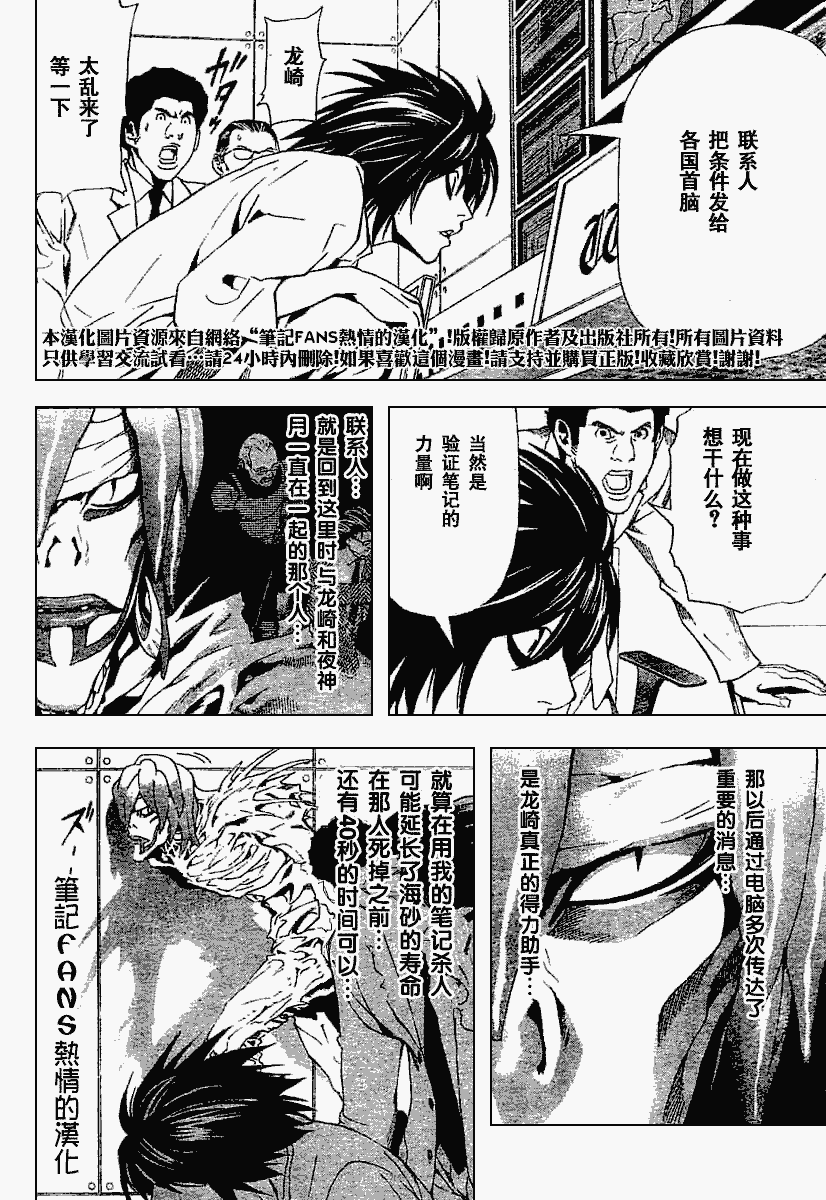 联系人
把条件发给
各国首脑
龙崎
ガタ
太乱来了
等一下
本漢化圖片資源來自網絡“筆記FANS熱情的漢化”!版權歸原作者及出版社所有!所有圖片資料
只供學習交流試看…請24小時內刪除!如果喜歡這個漫畫!請支持並購買正版!收藏欣賞!謝謝!
现在做这种事
想干什么？
当然是
验证笔记的
力量啊
联系人…
就是回到这里时与龙崎和夜神
月一直在一起的那个人…
那以后通过电脑多次传达了
重要的消息…
是龙崎真正的得力助手…
就算在用我的笔记杀人
可能延长了海砂的寿命
在那人死掉之前…
还有40秒的时间可以…
ズー
筆記FANS熱情的漢化